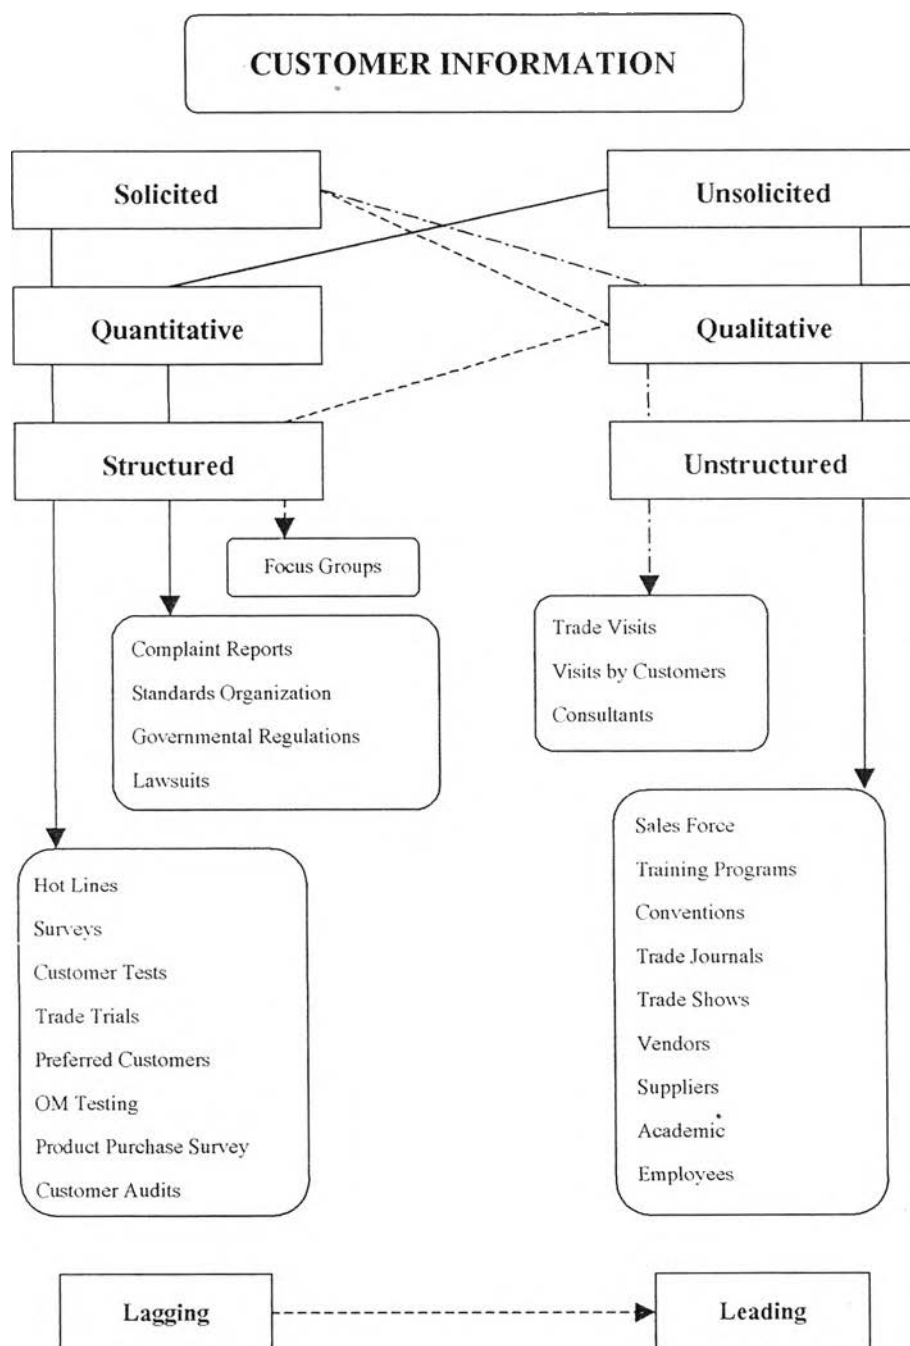 CUSTOMER INFORMATION
Solicited
Unsolicited
Quantitative
Qualitative
Structured
Unstructured
Focus Groups
Complaint Reports
Standards Organization
Governmental Regulations
Lawsuits
Trade Visits
Visits by Customers
Consultants
Hot Lines
Surveys
Customer Tests
Trade Trials
Preferred Customers
OM Testing
Product Purchase Survey
Customer Audits
Sales Force
Training Programs
Conventions
Trade Journals
Trade Shows
Vendors
Suppliers
Academic
Employees
Lagging
Leading